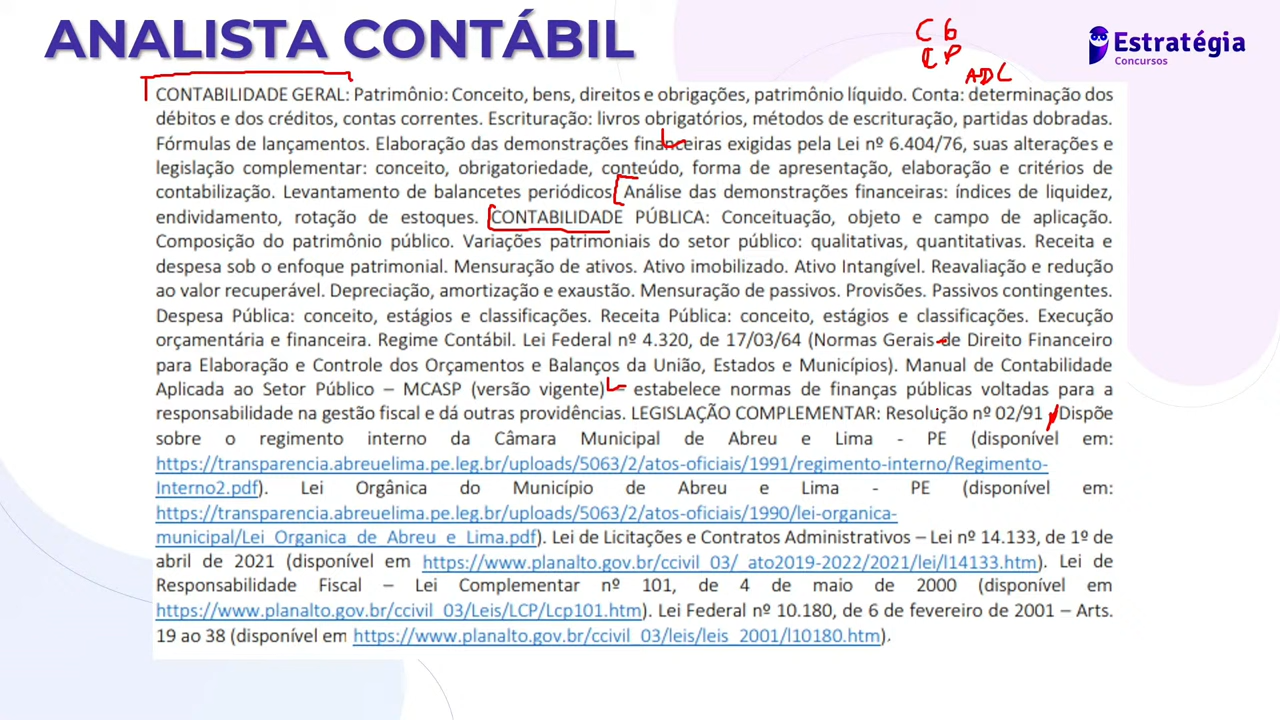 ANALISTA CONTÁBIL
C G
C P
ADC
Estratégia
Concursos
CONTABILIDADE GERAL: Patrimônio: Conceito, bens, direitos e obrigações, patrimônio líquido. Conta: determinação dos
débitos e dos créditos, contas correntes. Escrituração: livros obrigatórios, métodos de escrituração, partidas dobradas.
Fórmulas de lançamentos. Elaboração das demonstrações financeiras exigidas pela Lei nº 6.404/76, suas alterações e
legislação complementar: conceito, obrigatoriedade, conteúdo, forma de apresentação, elaboração e critérios de
contabilização. Levantamento de balancetes periódicos. Análise das demonstrações financeiras: índices de liquidez,
endividamento, rotação de estoques. CONTABILIDADE PÚBLICA: Conceituação, objeto e campo de aplicação.
Composição do patrimônio público. Variações patrimoniais do setor público: qualitativas, quantitativas. Receita e
despesa sob o enfoque patrimonial. Mensuração de ativos. Ativo imobilizado. Ativo Intangível. Reavaliação e redução
ao valor recuperável. Depreciação, amortização e exaustão. Mensuração de passivos. Provisões. Passivos contingentes.
Despesa Pública: conceito, estágios e classificações. Receita Pública: conceito, estágios e classificações. Execução
orçamentária e financeira. Regime Contábil. Lei Federal nº 4.320, de 17/03/64 (Normas Gerais de Direito Financeiro
para Elaboração e Controle dos Orçamentos e Balanços da União, Estados e Municípios). Manual de Contabilidade
Aplicada ao Setor Público – MCASP (versão vigente) – estabelece normas de finanças públicas voltadas para a
responsabilidade na gestão fiscal e dá outras providências. LEGISLAÇÃO COMPLEMENTAR: Resolução nº 02/91 - Dispõe
sobre o regimento interno da Câmara Municipal de Abreu e Lima - PE (disponível em:
https://transparencia.abreuelima.pe.leg.br/uploads/5063/2/atos-oficiais/1991/regimento-interno/Regimento-
Interno2.pdf). Lei Orgânica do Município de Abreu e Lima - PE (disponível em:
https://transparencia.abreuelima.pe.leg.br/uploads/5063/2/atos-oficiais/1990/lei-organica-
municipal/Lei_Organica_de_Abreu_e_Lima.pdf). Lei de Licitações e Contratos Administrativos – Lei nº 14.133, de 1º de
abril de 2021 (disponível em https://www.planalto.gov.br/ccivil_03/_ato2019-2022/2021/lei/l14133.htm). Lei de
Responsabilidade Fiscal – Lei Complementar nº 101, de 4 de maio de 2000 (disponível em
https://www.planalto.gov.br/ccivil_03/Leis/LCP/Lcp101.htm). Lei Federal nº 10.180, de 6 de fevereiro de 2001 – Arts.
19 ao 38 (disponível em https://www.planalto.gov.br/ccivil_03/leis/leis_2001/l10180.htm).